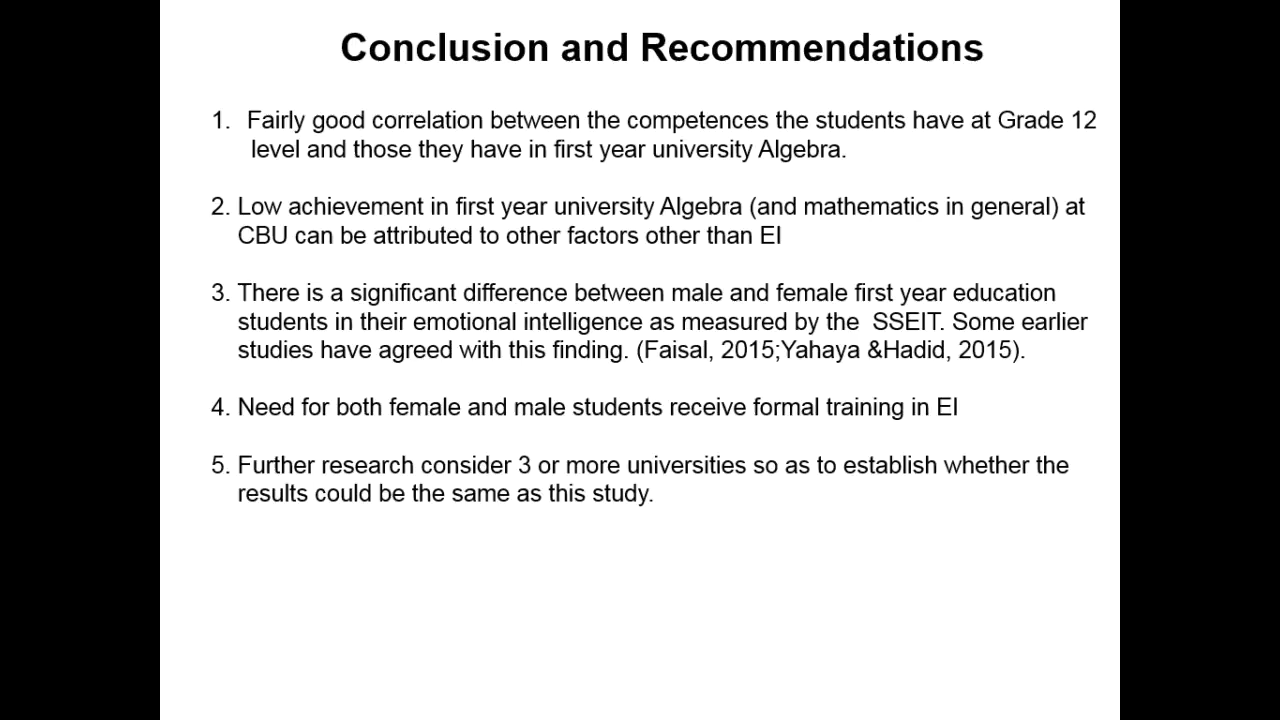 Conclusion and Recommendations
1. Fairly good correlation between the competences the students have at Grade 12
level and those they have in first year university Algebra.
2. Low achievement in first year university Algebra (and mathematics in general) at
CBU can be attributed to other factors other than EI
3. There is a significant difference between male and female first year education
students in their emotional intelligence as measured by the SSEIT. Some earlier
studies have agreed with this finding. (Faisal, 2015;Yahaya &Hadid, 2015).
4. Need for both female and male students receive formal training in EI
5. Further research consider 3 or more universities so as to establish whether the
results could be the same as this study.